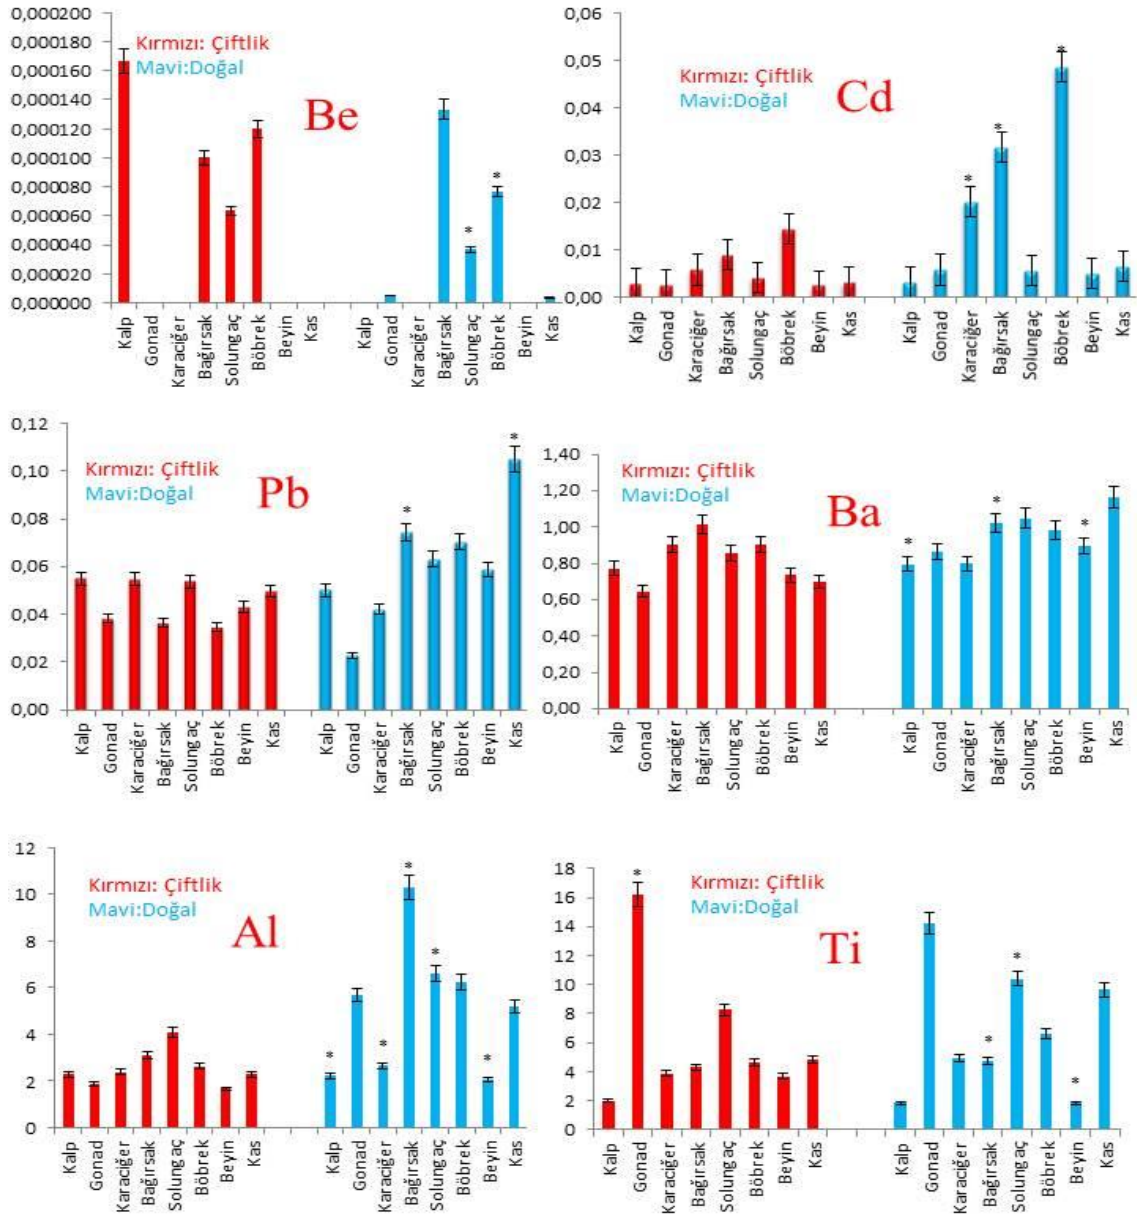 0,000200
0,000180
0,000160
0,000140
0,000120
0,000100
0,000080
0,000060
0,000040
0,000020
0,000000
Kırmızı: Çiftlik
Mavi:Doğal
Be
*
*
Kalp
Gonad
Karaciğer
Bağırsak
Solungaç
Böbrek
Beyin
Kas
Kalp
Gonad
Karaciğer
Bağırsak
Solungaç
Böbrek
Beyin
Kas
0,06
0,05
0,04
0,03
0,02
0,01
0,00
Kırmızı: Çiftlik
Mavi:Doğal
Cd
*
*
*
Kalp
Gonad
Karaciğer
Bağırsak
Solungaç
Böbrek
Beyin
Kas
Kalp
Gonad
Karaciğer
Bağırsak
Solungaç
Böbrek
Beyin
Kas
0,12
0,10
0,08
0,06
0,04
0,02
0,00
Kırmızı: Çiftlik
Mavi:Doğal
Pb
*
*
Kalp
Gonad
Karaciğer
Bağırsak
Solungaç
Böbrek
Beyin
Kas
Kalp
Gonad
Karaciğer
Bağırsak
Solungaç
Böbrek
Beyin
Kas
1,40
1,20
1,00
0,80
0,60
0,40
0,20
0,00
Kırmızı: Çiftlik
Mavi:Doğal
Ba
*
*
*
Kalp
Gonad
Karaciğer
Bağırsak
Solungaç
Böbrek
Beyin
Kas
Kalp
Gonad
Karaciğer
Bağırsak
Solungaç
Böbrek
Beyin
Kas
12
10
8
6
4
2
0
Kırmızı: Çiftlik
Mavi:Doğal
Al
*
*
*
*
*
Kalp
Gonad
Karaciğer
Bağırsak
Solungaç
Böbrek
Beyin
Kas
Kalp
Gonad
Karaciğer
Bağırsak
Solungaç
Böbrek
Beyin
Kas
18
16
14
12
10
8
6
4
2
0
Kırmızı: Çiftlik
Mavi:Doğal
Ti
*
*
*
*
Kalp
Gonad
Karaciğer
Bağırsak
Solungaç
Böbrek
Beyin
Kas
Kalp
Gonad
Karaciğer
Bağırsak
Solungaç
Böbrek
Beyin
Kas